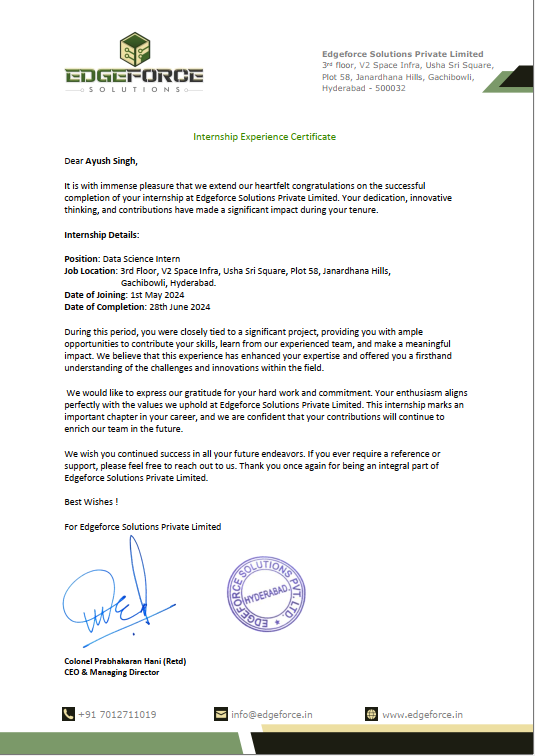 EDGEFORCE
SOLUTIONS
Edgeforce Solutions Private Limited
3rd floor, V2 Space Infra, Usha Sri Square,
Plot 58, Janardhana Hills, Gachibowli,
Hyderabad - 500032
Internship Experience Certificate
Dear Ayush Singh,
It is with immense pleasure that we extend our heartfelt congratulations on the successful
completion of your internship at Edgeforce Solutions Private Limited. Your dedication, innovative
thinking, and contributions have made a significant impact during your tenure.
Internship Details:
Position: Data Science Intern
Job Location: 3rd Floor, V2 Space Infra, Usha Sri Square, Plot 58, Janardhana Hills,
Gachibowli, Hyderabad.
Date of Joining: 1st May 2024
Date of Completion: 28th June 2024
During this period, you were closely tied to a significant project, providing you with ample
opportunities to contribute your skills, learn from our experienced team, and make a meaningful
impact. We believe that this experience has enhanced your expertise and offered you a firsthand
understanding of the challenges and innovations within the field.
We would like to express our gratitude for your hard work and commitment. Your enthusiasm aligns
perfectly with the values we uphold at Edgeforce Solutions Private Limited. This internship marks an
important chapter in your career, and we are confident that your contributions will continue to
enrich our team in the future.
We wish you continued success in all your future endeavors. If you ever require a reference or
support, please feel free to reach out to us. Thank you once again for being an integral part of
Edgeforce Solutions Private Limited.
Best Wishes !
For Edgeforce Solutions Private Limited
EDGEFORCE SOLUTIONS PVT. LTD.
HYDERABAD.
Colonel Prabhakaran Hani (Retd)
CEO & Managing Director
+91 7012711019
info@edgeforce.in
www.edgeforce.in